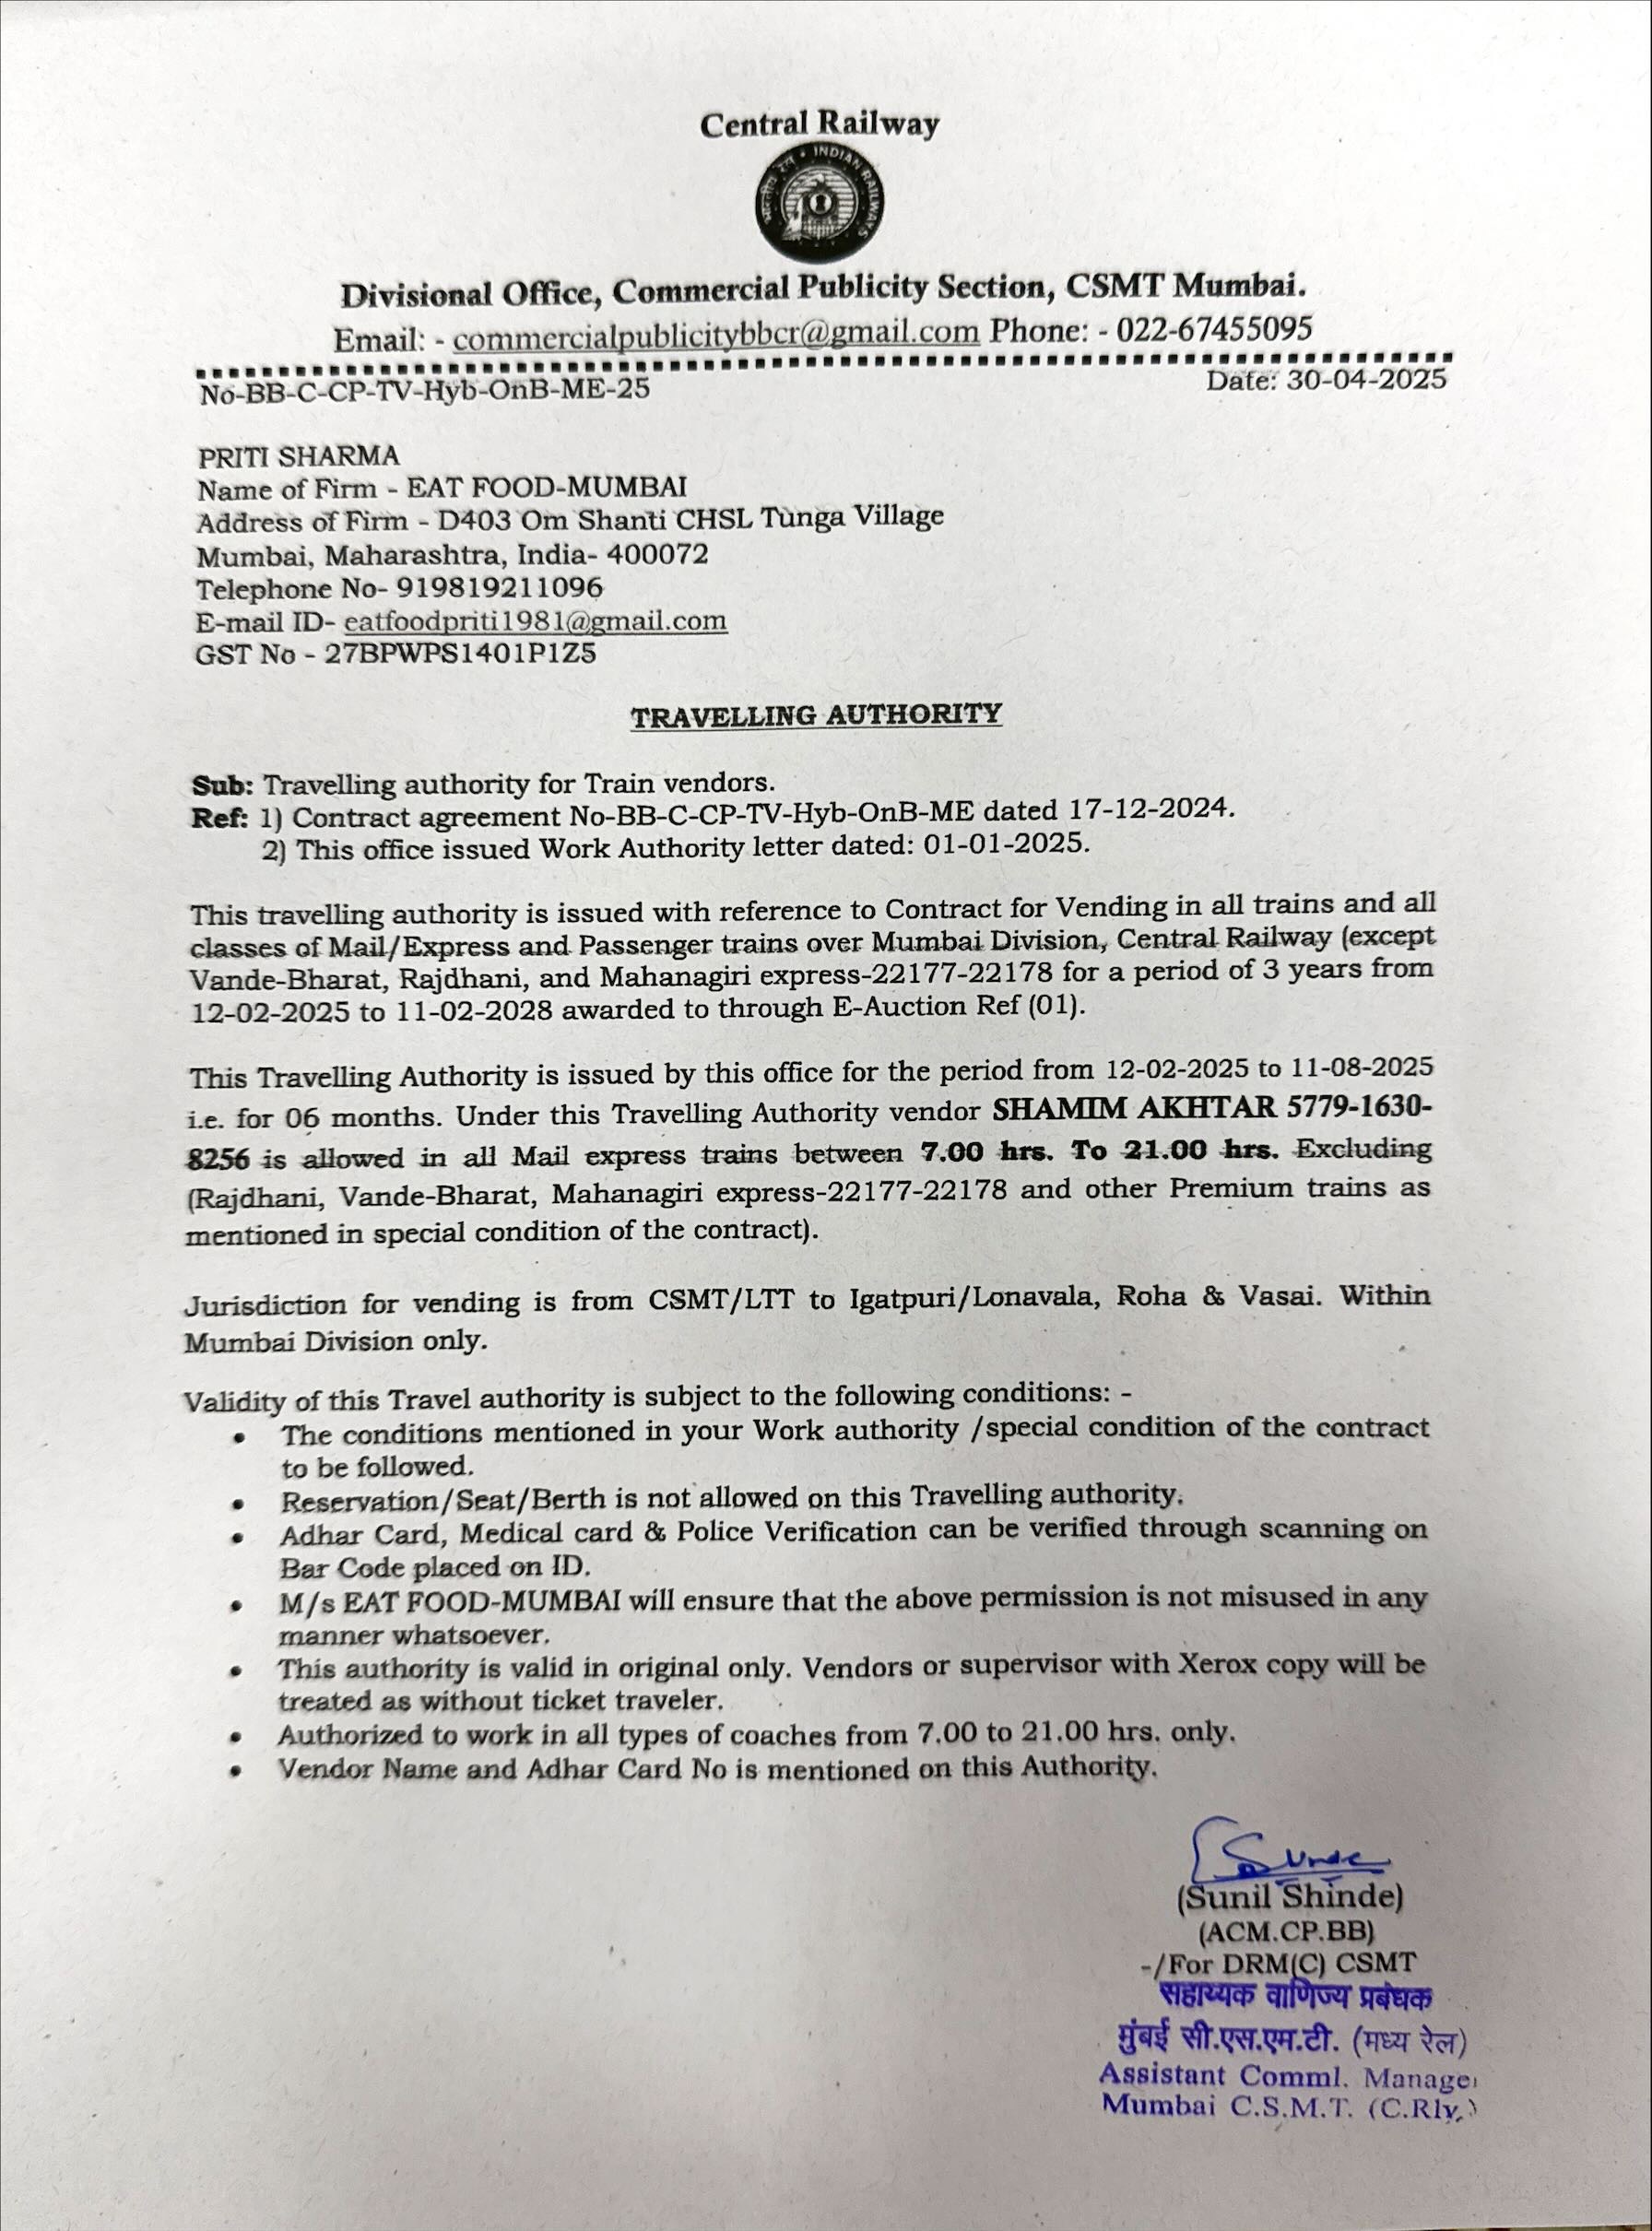 Central Railway
भारतीय रेल • INDIAN RAILWAYS
Divisional Office, Commercial Publicity Section, CSMT Mumbai.
Email: - commercialpublicitybbcr@gmail.com Phone: - 022-67455095
No-BB-C-CP-TV-Hyb-OnB-ME-25 Date: 30-04-2025
PRITI SHARMA
Name of Firm - EAT FOOD-MUMBAI
Address of Firm - D403 Om Shanti CHSL Tunga Village
Mumbai, Maharashtra, India- 400072
Telephone No- 919819211096
E-mail ID- eatfoodpriti1981@gmail.com
GST No - 27BPWPS1401P1Z5
TRAVELLING AUTHORITY
Sub: Travelling authority for Train vendors.
Ref: 1) Contract agreement No-BB-C-CP-TV-Hyb-OnB-ME dated 17-12-2024.
2) This office issued Work Authority letter dated: 01-01-2025.
This travelling authority is issued with reference to Contract for Vending in all trains and all
classes of Mail/Express and Passenger trains over Mumbai Division, Central Railway (except
Vande-Bharat, Rajdhani, and Mahanagiri express-22177-22178 for a period of 3 years from
12-02-2025 to 11-02-2028 awarded to through E-Auction Ref (01).
This Travelling Authority is issued by this office for the period from 12-02-2025 to 11-08-2025
i.e. for 06 months. Under this Travelling Authority vendor SHAMIM AKHTAR 5779-1630-
8256 is allowed in all Mail express trains between 7.00 hrs. To 21.00 hrs. Excluding
(Rajdhani, Vande-Bharat, Mahanagiri express-22177-22178 and other Premium trains as
mentioned in special condition of the contract).
Jurisdiction for vending is from CSMT/LTT to Igatpuri/Lonavala, Roha & Vasai. Within
Mumbai Division only.
Validity of this Travel authority is subject to the following conditions: -
• The conditions mentioned in your Work authority /special condition of the contract
to be followed.
• Reservation/Seat/Berth is not allowed on this Travelling authority.
• Adhar Card, Medical card & Police Verification can be verified through scanning on
Bar Code placed on ID.
• M/s EAT FOOD-MUMBAI will ensure that the above permission is not misused in any
manner whatsoever.
• This authority is valid in original only. Vendors or supervisor with Xerox copy will be
treated as without ticket traveler.
• Authorized to work in all types of coaches from 7.00 to 21.00 hrs. only.
• Vendor Name and Adhar Card No is mentioned on this Authority.
(Sunil Shinde)
(ACM.CP.BB)
-/For DRM(C) CSMT
सहाय्यक वाणिज्य प्रबंधक
मुंबई सी.एस.एम.टी. (मध्य रेल)
Assistant Comml. Manager
Mumbai C.S.M.T. (C.Rly.)